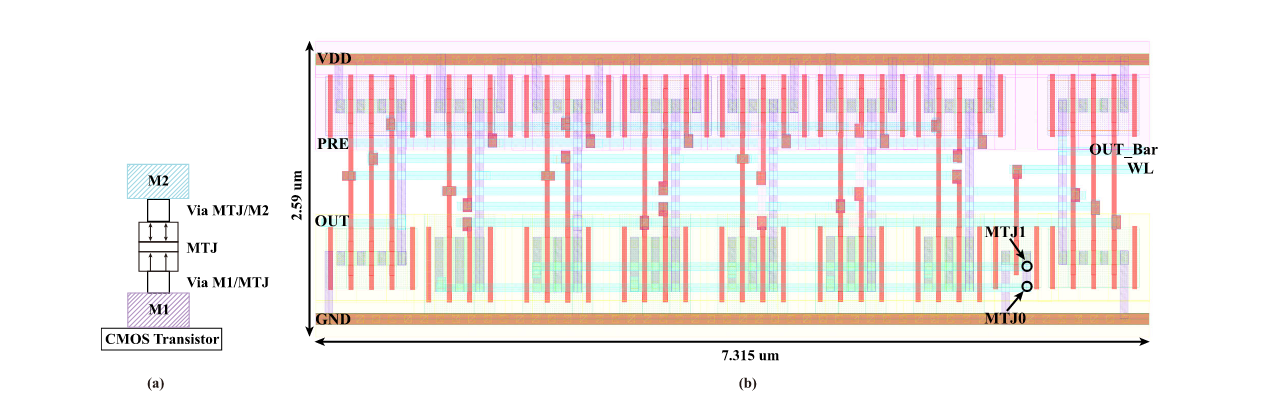 M2
Via MTJ/M2
MTJ
Via M1/MTJ
M1
CMOS Transistor
(a)
2.59 um
VDD
PRE
OUT_Bar
WL
OUT
MTJ1
MTJ0
GND
7.315 um
(b)